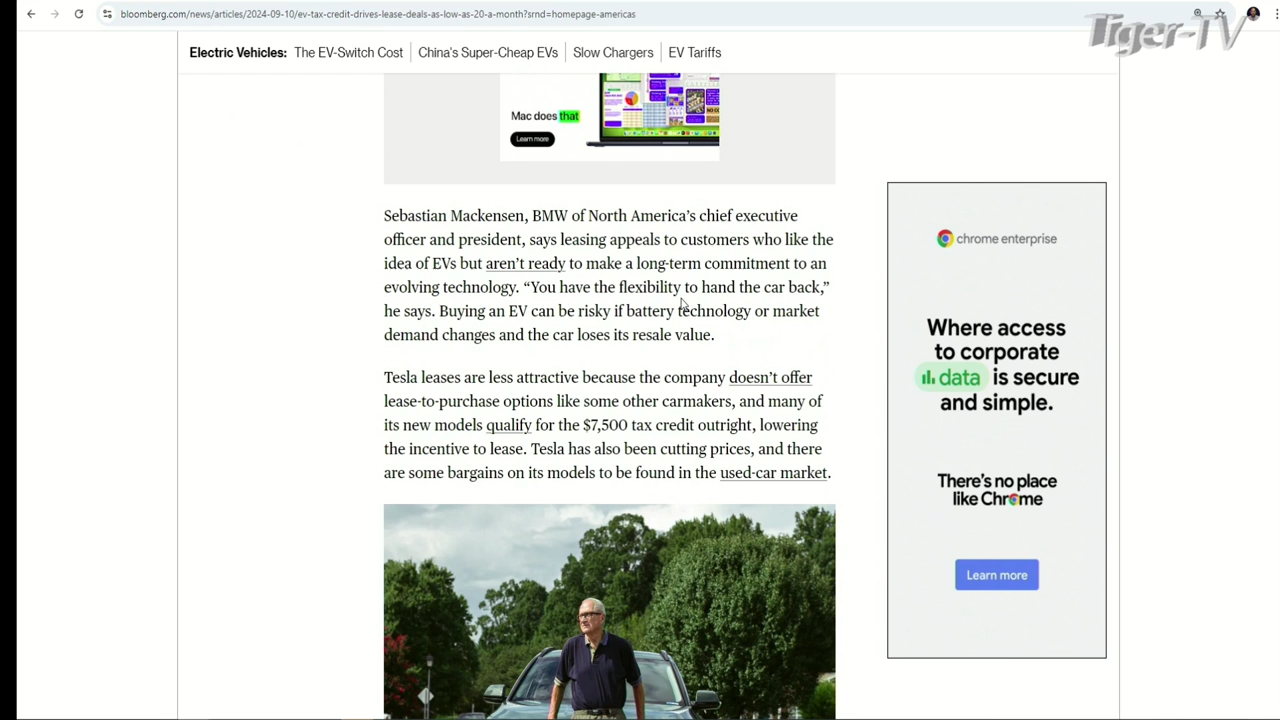 bloomberg.com/news/articles/2024-09-10/ev-tax-credit-drives-lease-deals-as-low-as-20-a-month?srnd=homepage-americas
Tiger-TV
Electric Vehicles: The EV-Switch Cost China's Super-Cheap EVs Slow Chargers EV Tariffs
Mac does that
Learn more
Sebastian Mackensen, BMW of North America’s chief executive
officer and president, says leasing appeals to customers who like the
idea of EVs but aren’t ready to make a long-term commitment to an
evolving technology. “You have the flexibility to hand the car back,”
he says. Buying an EV can be risky if battery technology or market
demand changes and the car loses its resale value.
Tesla leases are less attractive because the company doesn’t offer
lease-to-purchase options like some other carmakers, and many of
its new models qualify for the $7,500 tax credit outright, lowering
the incentive to lease. Tesla has also been cutting prices, and there
are some bargains on its models to be found in the used-car market.
chrome enterprise
Where access
to corporate
data is secure
and simple.
There's no place
like Chrome
Learn more